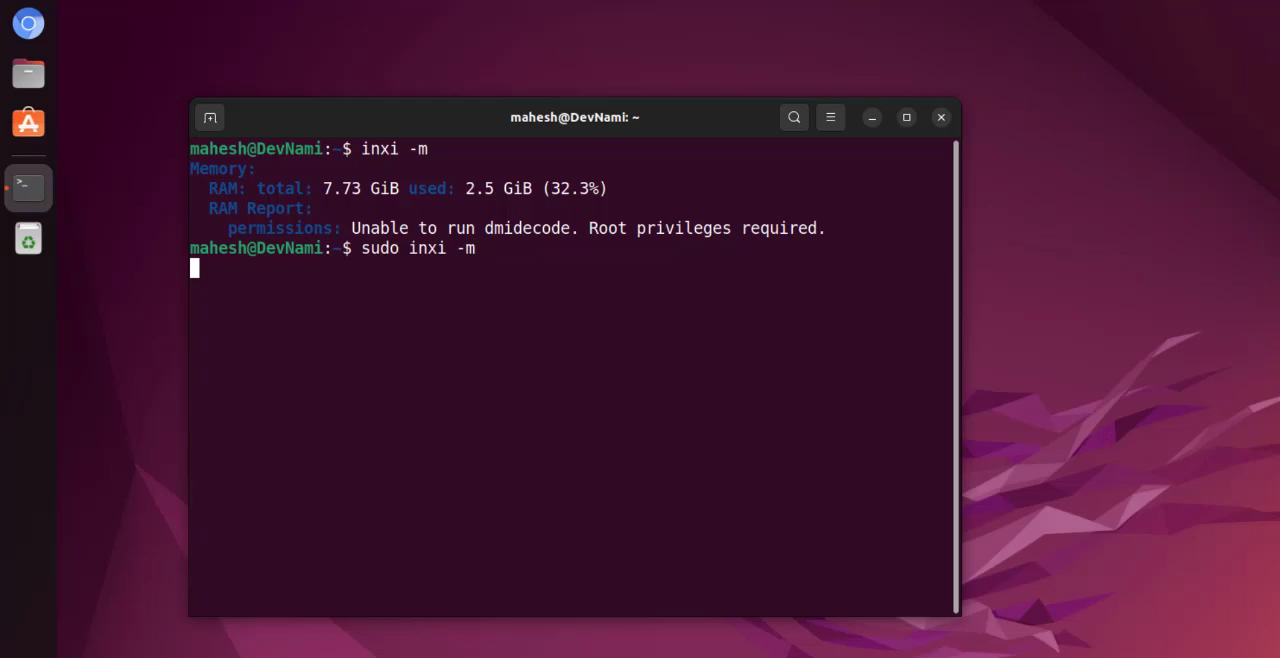 mahesh@DevNami: ~
mahesh@DevNami:~$ inxi -m
Memory:
  RAM: total: 7.73 GiB used: 2.5 GiB (32.3%)
  RAM Report:
    permissions: Unable to run dmidecode. Root privileges required.
mahesh@DevNami:~$ sudo inxi -m